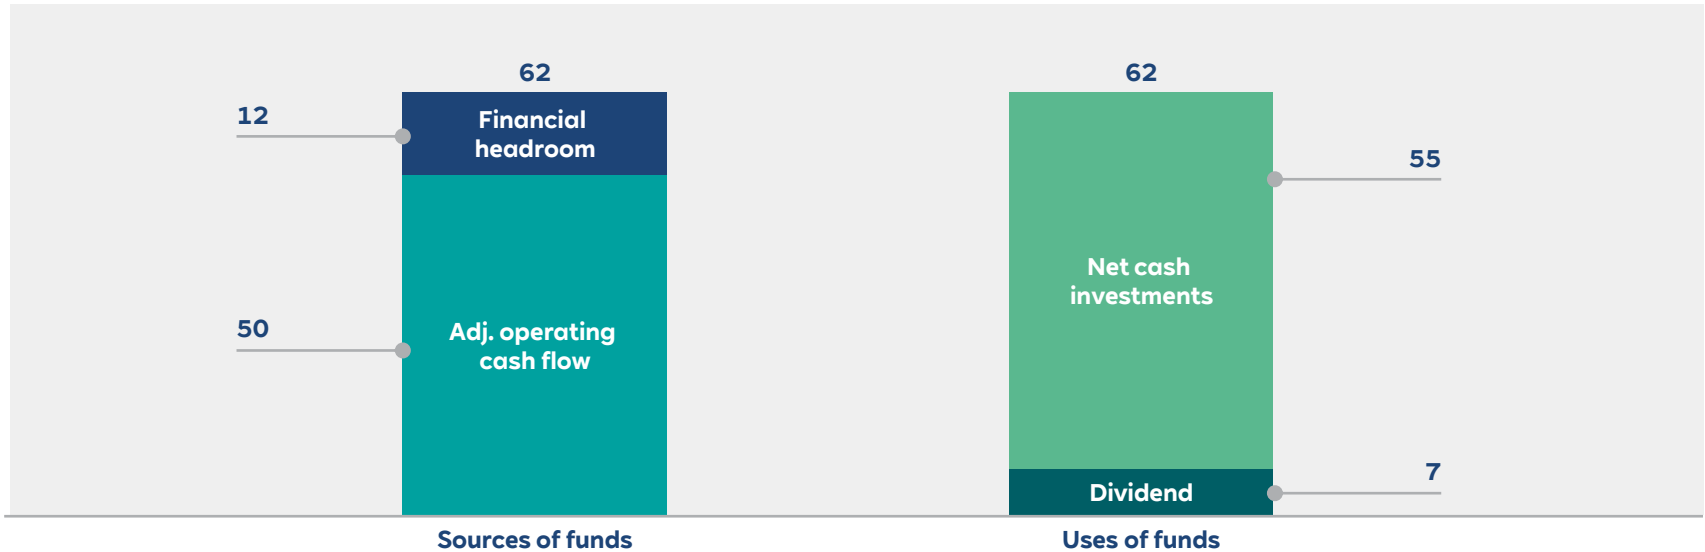 62
12
Financial
headroom
50
Adj. operating
cash flow
Sources of funds
62
55
Net cash
investments
7
Dividend
Uses of funds